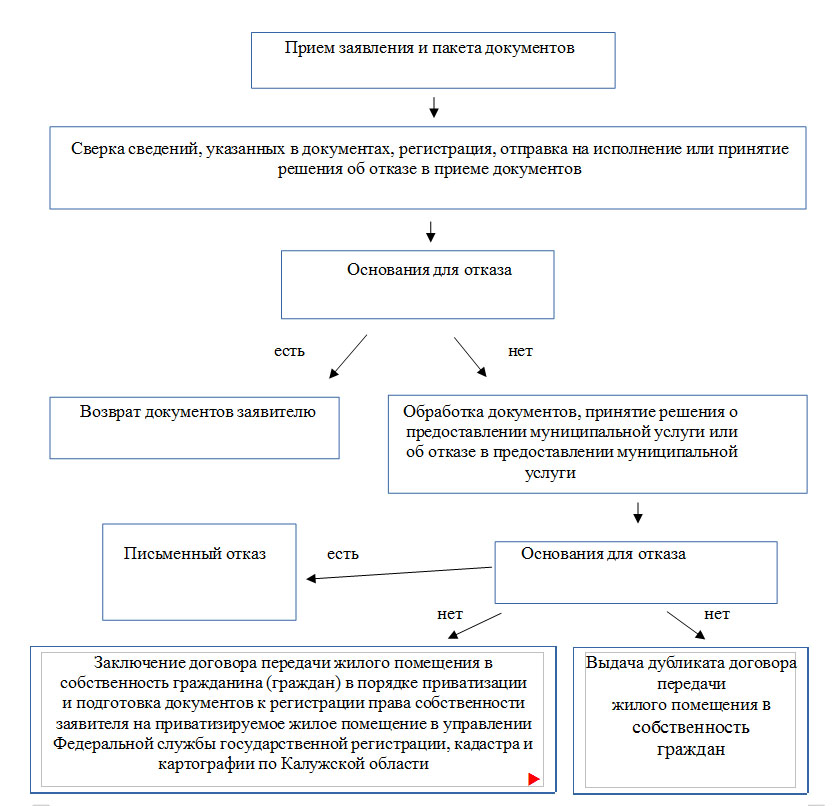 Прием заявления и пакета документов
Сверка сведений, указанных в документах, регистрация, отправка на исполнение или принятие
решения об отказе в приеме документов
Основания для отказа
есть
нет
Возврат документов заявителю
Обработка документов, принятие решения о
предоставлении муниципальной услуги или
об отказе в предоставлении муниципальной
услуги
Письменный отказ
есть
Основания для отказа
нет
нет
Заключение договора передачи жилого помещения в
собственность гражданина (граждан) в порядке приватизации
и подготовка документов к регистрации права собственности
заявителя на приватизируемое жилое помещение в управлении
Федеральной службы государственной регистрации, кадастра и
картографии по Калужской области
Выдача дубликата договора
передачи
жилого помещения в
собственность
граждан